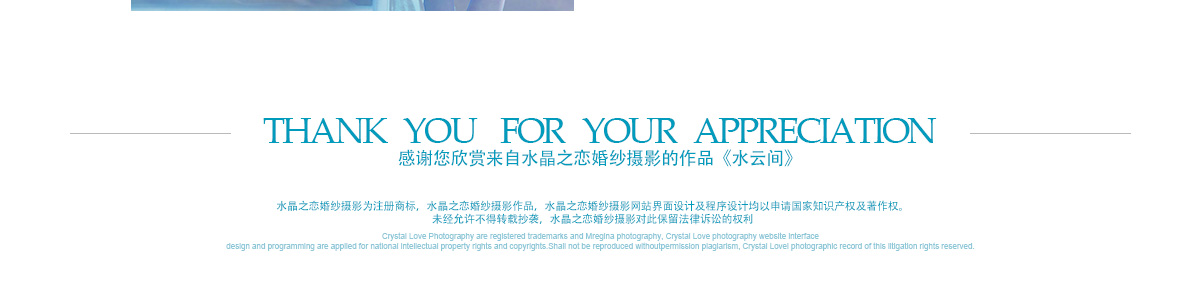 THANK YOU FOR YOUR APPRECIATION
感谢您欣赏来自水晶之恋婚纱摄影的作品《水云间》
水晶之恋婚纱摄影为注册商标，水晶之恋婚纱摄影作品，水晶之恋婚纱摄影网站界面设计及程序设计均以申请国家知识产权及著作权。
未经允许不得转载抄袭，水晶之恋婚纱摄影对此保留法律诉讼的权利
Crystal Love Photography are registered trademarks and Mregina photography, Crystal Love photography website interface
design and programming are applied for national intellectual property rights and copyrights.Shall not be reproduced withoutpermission plagiarism, Crystal Lovel photographic record of this litigation rights reserved.